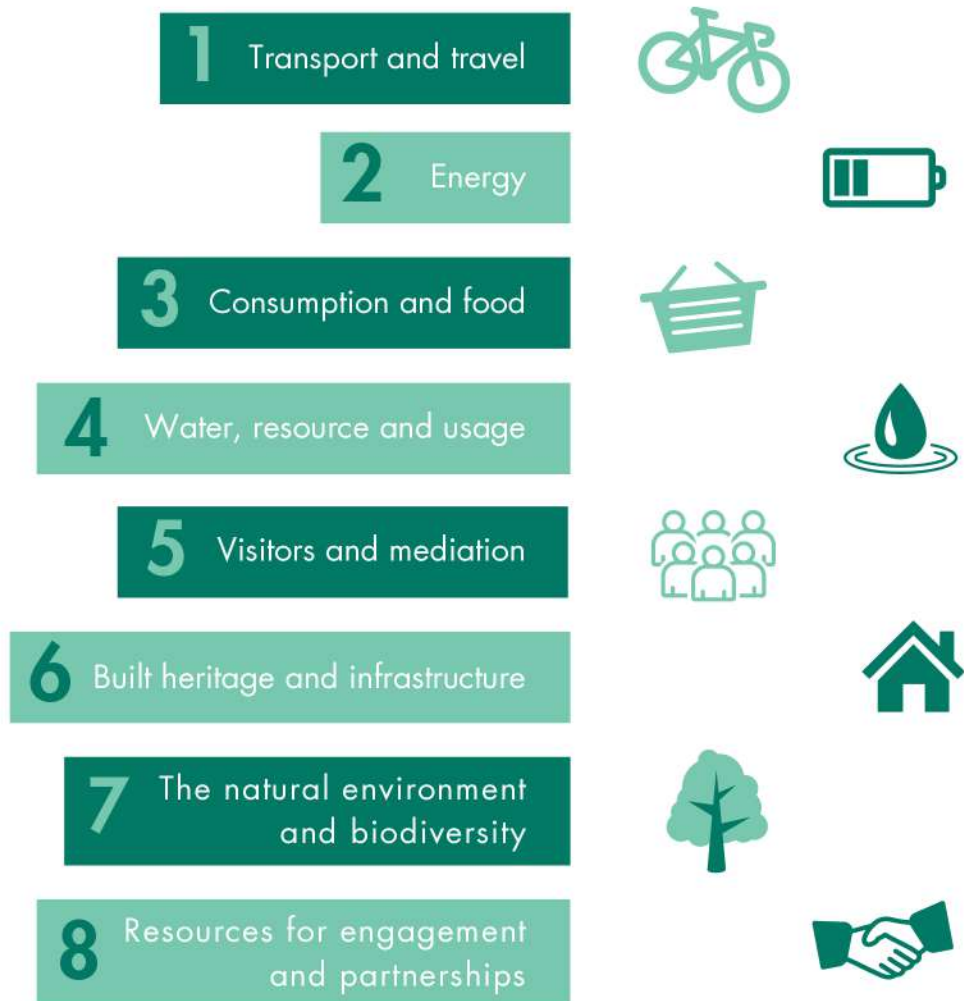 1 Transport and travel
2 Energy
3 Consumption and food
4 Water, resource and usage
5 Visitors and mediation
6 Built heritage and infrastructure
7 The natural environment
and biodiversity
8 Resources for engagement
and partnerships